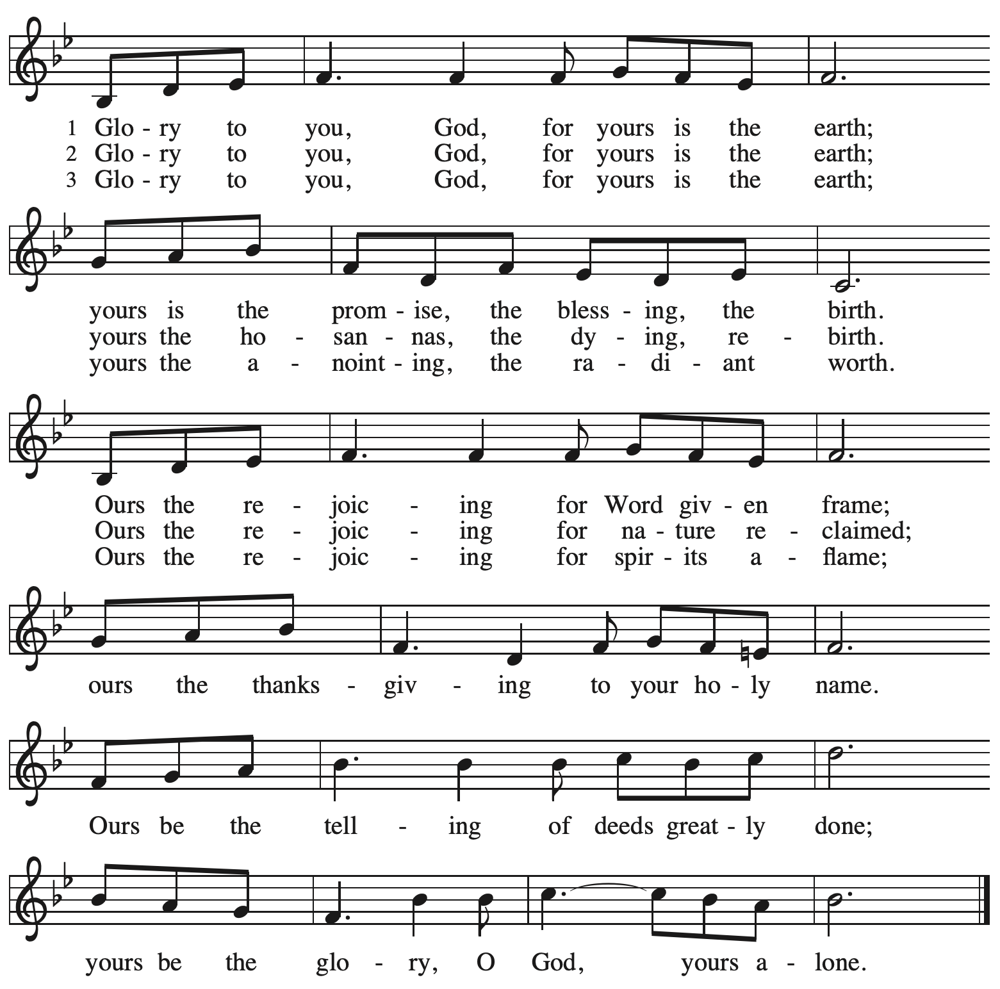 1 Glo - ry to you, God, for yours is the earth;
2 Glo - ry to you, God, for yours is the earth;
3 Glo - ry to you, God, for yours is the earth;
yours is the prom - ise, the bless - ing, the birth.
yours the ho - san - nas, the dy - ing, re - birth.
yours the a - noint - ing, the ra - di - ant worth.
Ours the re - joic - ing for Word giv - en frame;
Ours the re - joic - ing for na - ture re - claimed;
Ours the re - joic - ing for spir - its a - flame;
ours the thanks - giv - ing to your ho - ly name.
Ours be the tell - ing of deeds great - ly done;
yours be the glo - ry, O God, yours a - lone.